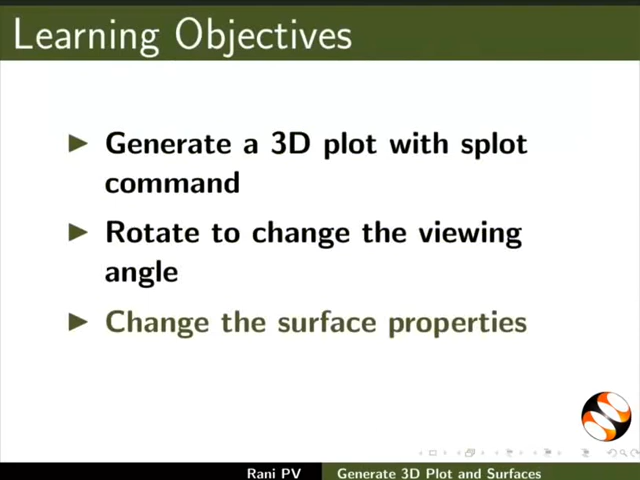 Learning Objectives
Generate a 3D plot with splot
command
Rotate to change the viewing
angle
Change the surface properties
Rani PV
Generate 3D Plot and Surfaces